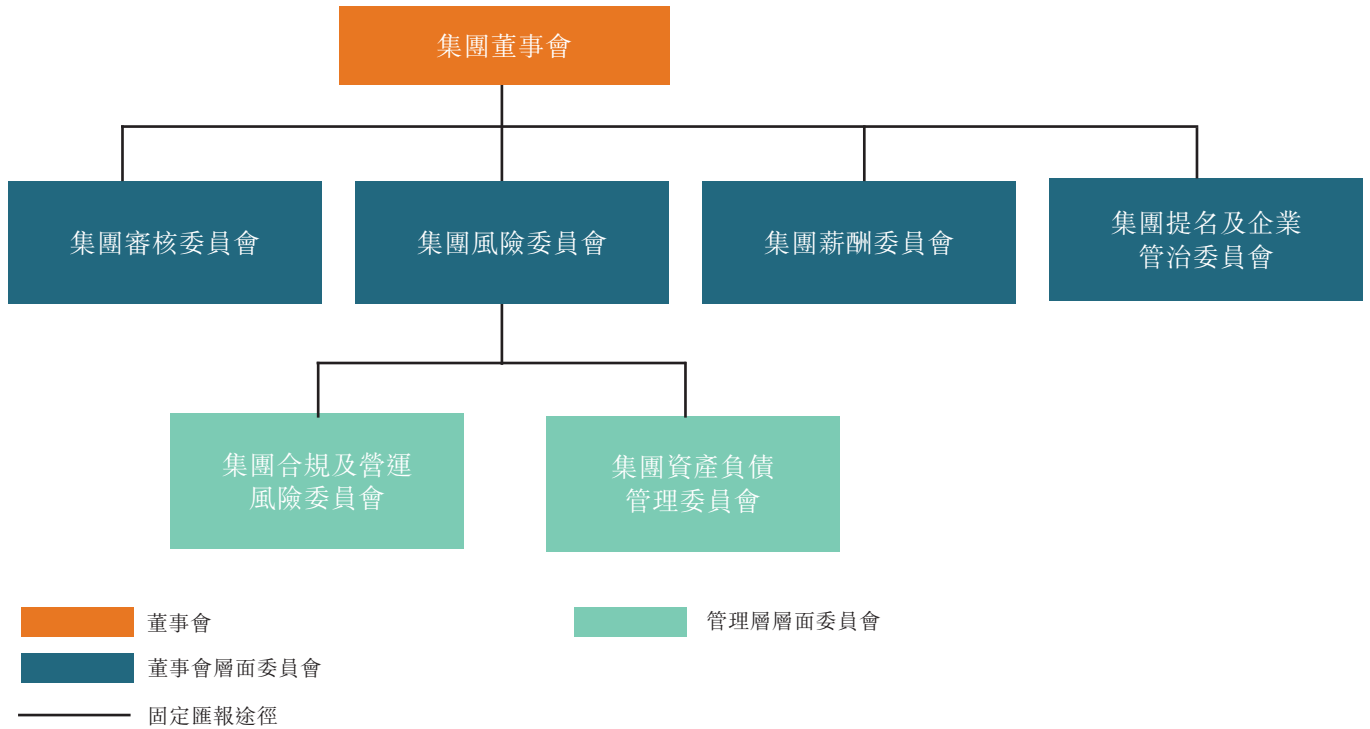 集團董事會
集團審核委員會
集團風險委員會
集團薪酬委員會
集團提名及企業
管治委員會
集團合規及營運
風險委員會
集團資產負債
管理委員會
董事會
管理層層面委員會
董事會層面委員會
固定匯報途徑